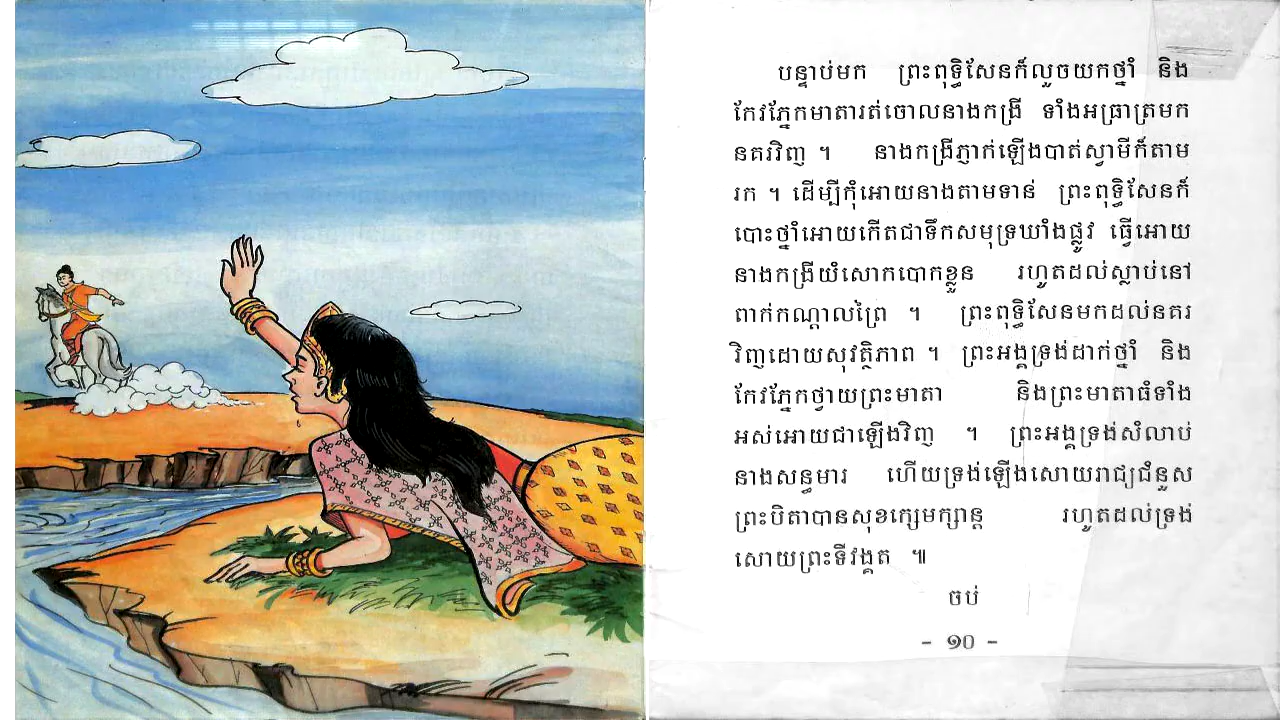 បន្ទាប់មក ព្រះពុទ្ធិសែនក៏លួចយកថ្នាំ និង
កែវភ្នែកមាតារត់ចោលនាងកង្រី ទាំងអធ្រាត្រមក
នគរវិញ ។ នាងកង្រីភ្ញាក់ឡើងបាត់ស្វាមីក៏តាម
រក ។ ដើម្បីកុំអោយនាងតាមទាន់ ព្រះពុទ្ធិសែនក៏
បោះថ្នាំអោយកើតជាទឹកសមុទ្រឃាំងផ្លូវ ធ្វើអោយ
នាងកង្រីយំសោកបោកខ្លួន រហូតដល់ស្លាប់នៅ
ពាក់កណ្តាលព្រៃ ។ ព្រះពុទ្ធិសែនមកដល់នគរ
វិញដោយសុវត្ថិភាព ។ ព្រះអង្គទ្រង់ដាក់ថ្នាំ និង
កែវភ្នែកថ្វាយព្រះមាតា និងព្រះមាតាធំទាំង
អស់អោយជាឡើងវិញ ។ ព្រះអង្គទ្រង់សំលាប់
នាងសន្ធមារ ហើយទ្រង់ឡើងសោយរាជ្យជំនួស
ព្រះបិតាបានសុខក្សេមក្សាន្ត រហូតដល់ទ្រង់
សោយព្រះទីវង្គត ៕
ចប់
- ១០ -